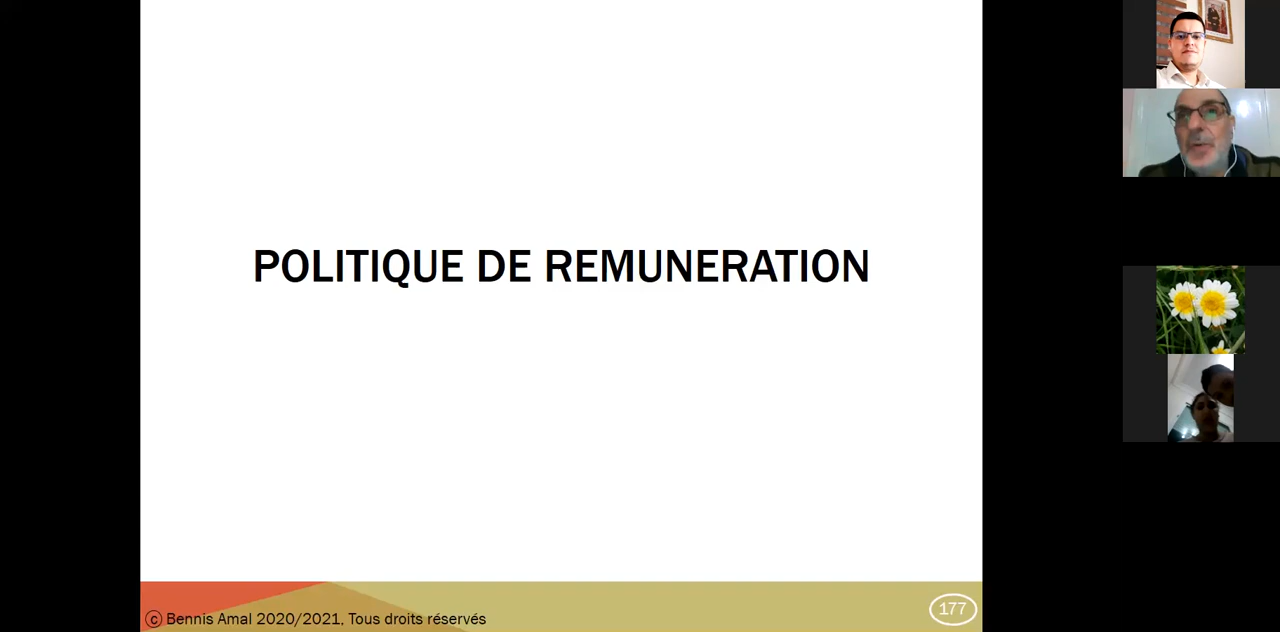 POLITIQUE DE REMUNERATION
© Bennis Amal 2020/2021, Tous droits réservés
177